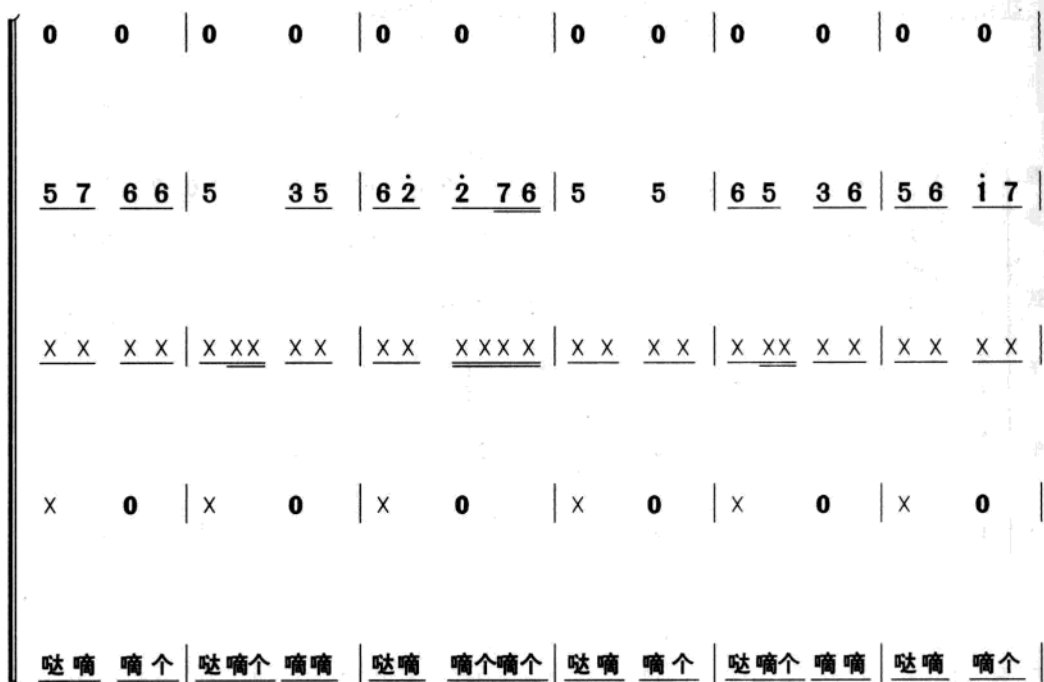 0 0 | 0 0 | 0 0 | 0 0 | 0 0 | 0 0 |
5 7 6 6 | 5 3 5 | 6 2̇ 2̇ 7 6 | 5 5 | 6 5 3 6 | 5 6 1̇ 7 |
X X X X | X XX X X | X X X XX X | X X X X | X XX X X | X X X X |
X 0 | X 0 | X 0 | X 0 | X 0 | X 0 |
哒嘀 嘀个 | 哒嘀个 嘀嘀 | 哒嘀 嘀个嘀个 | 哒嘀 嘀个 | 哒嘀个 嘀嘀 | 哒嘀 嘀个 |